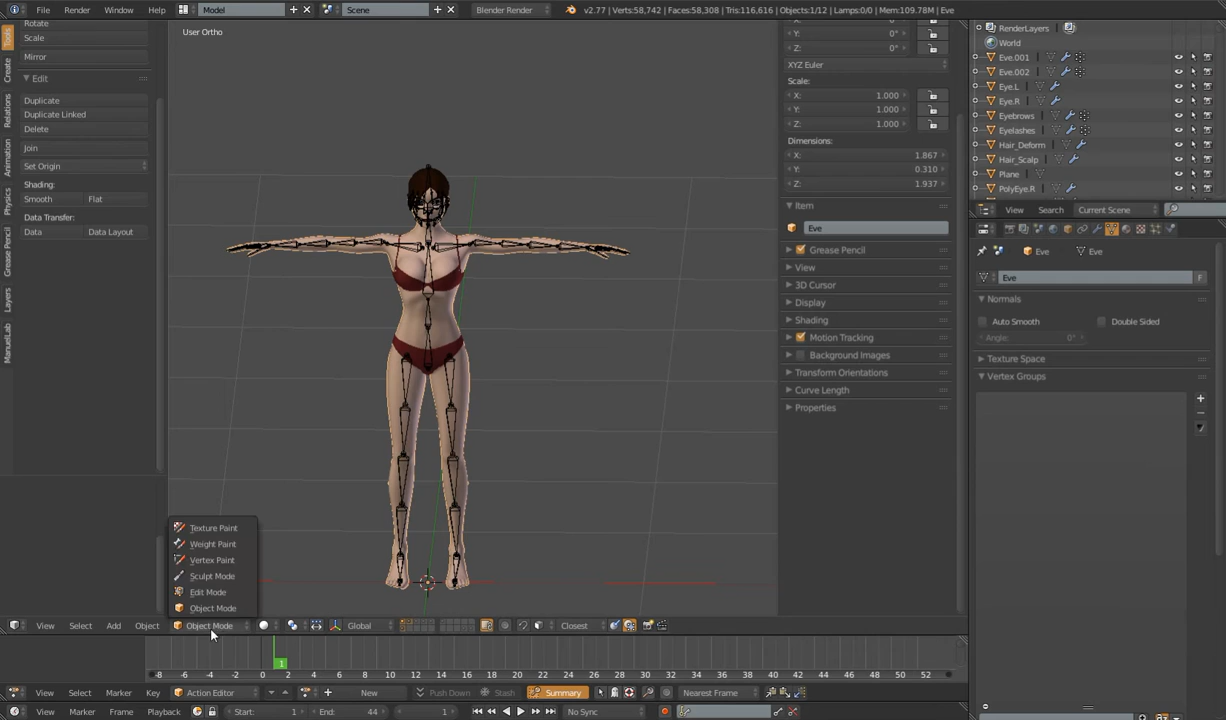 File Render Window Help Model Scene Blender Render v2.77 | Verts:58,742 | Faces:58,308 | Tris:116,616 | Objects:1/12 | Lamps:0/0 | Mem:109.78M | Eve
Tools
Create
Relations
Animation
Physics
Grease Pencil
Layers
ManuelLab
Rotate
Scale
Mirror
Edit
Duplicate
Duplicate Linked
Delete
Join
Set Origin
Shading:
Smooth Flat
Data Transfer:
Data Data Layout
User Ortho
Texture Paint
Weight Paint
Vertex Paint
Sculpt Mode
Edit Mode
Object Mode
Y: 0°
Z: 0°
XYZ Euler
Scale:
X: 1.000
Y: 1.000
Z: 1.000
Dimensions:
X: 1.867
Y: 0.310
Z: 1.937
Item
Eve
Grease Pencil
View
3D Cursor
Display
Shading
Motion Tracking
Background Images
Transform Orientations
Curve Length
Properties
RenderLayers
World
Eve.001
Eve.002
Eye.L
Eye.R
Eyebrows
Eyelashes
Hair_Deform
Hair_Scalp
Plane
PolyEye.R
View Search Current Scene
Eve Eve
Eve F
Normals
Auto Smooth Double Sided
Angle: 0°
Texture Space
Vertex Groups
View Select Add Object Object Mode Global Closest
-8 -6 -4 -2 0 2 4 6 8 10 12 14 16 18 20 22 24 26 28 30 32 34 36 38 40 42 44 46 48 50 52
1
View Select Marker Key Action Editor New Push Down Stash Summary Nearest Frame
View Marker Frame Playback Start: 1 End: 44 1 No Sync